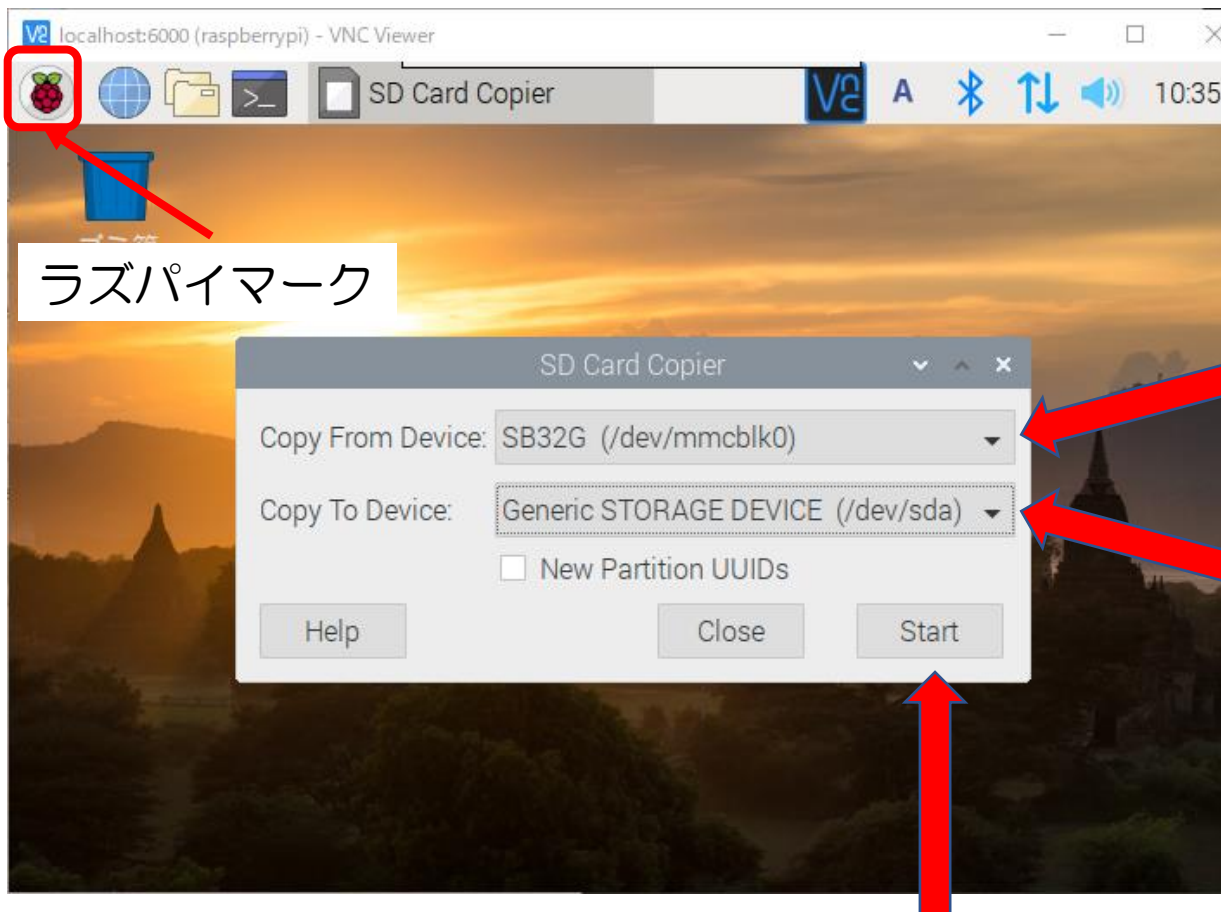 localhost:6000 (raspberrypi) - VNC Viewer
SD Card Copier
A
10:35
ラズパイマーク
SD Card Copier
Copy From Device: SB32G (/dev/mmcblk0)
Copy To Device: Generic STORAGE DEVICE (/dev/sda)
New Partition UUIDs
Help Close Start